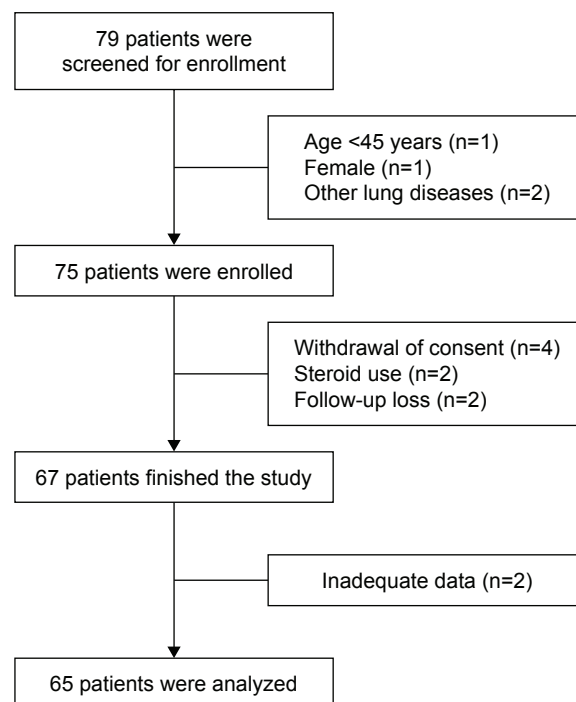 79 patients were
screened for enrollment
Age <45 years (n=1)
Female (n=1)
Other lung diseases (n=2)
75 patients were enrolled
Withdrawal of consent (n=4)
Steroid use (n=2)
Follow-up loss (n=2)
67 patients finished the study
Inadequate data (n=2)
65 patients were analyzed